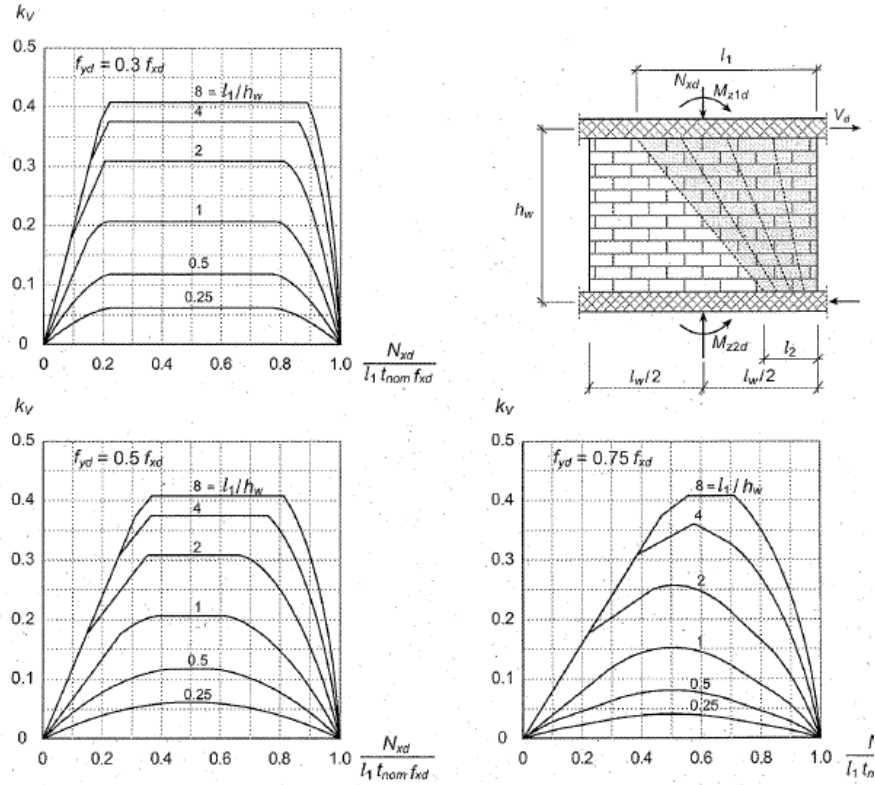 k_V
0.5
f_yd = 0.3 f_xd
8 = l_1/h_w
0.4
4
0.3
2
0.2
1
0.1
0.5
0.25
0
0 0.2 0.4 0.6 0.8 1.0
N_xd
l_1 t_nom f_xd
l_1
N_xd
M_z1d
V_d
h_w
M_z2d
l_2
l_w/2 l_w/2
k_V
0.5
f_yd = 0.5 f_xd
8 = l_1/h_w
0.4
4
0.3
2
0.2
1
0.1
0.5
0.25
0
0 0.2 0.4 0.6 0.8 1.0
N_xd
l_1 t_nom f_xd
k_V
0.5
f_yd = 0.75 f_xd
8 = l_1/h_w
0.4
4
0.3
2
0.2
1
0.1
0.5
0.25
0
0 0.2 0.4 0.6 0.8 1.0